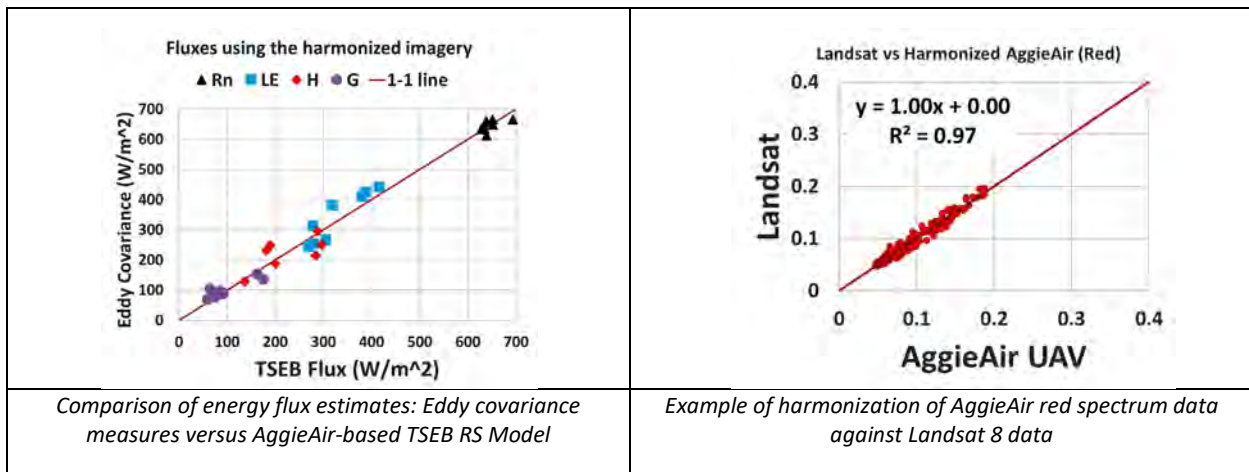 Fluxes using the harmonized imagery
Rn LE H G 1-1 line
700
600
500
400
300
200
100
0
Eddy Covariance (W/m^2)
0 100 200 300 400 500 600 700
TSEB Flux (W/m^2)
Comparison of energy flux estimates: Eddy covariance
measures versus AggieAir-based TSEB RS Model
Landsat vs Harmonized AggieAir (Red)
0.4
0.3
0.2
0.1
0
y = 1.00x + 0.00
R² = 0.97
Landsat
0 0.1 0.2 0.3 0.4
AggieAir UAV
Example of harmonization of AggieAir red spectrum data
against Landsat 8 data